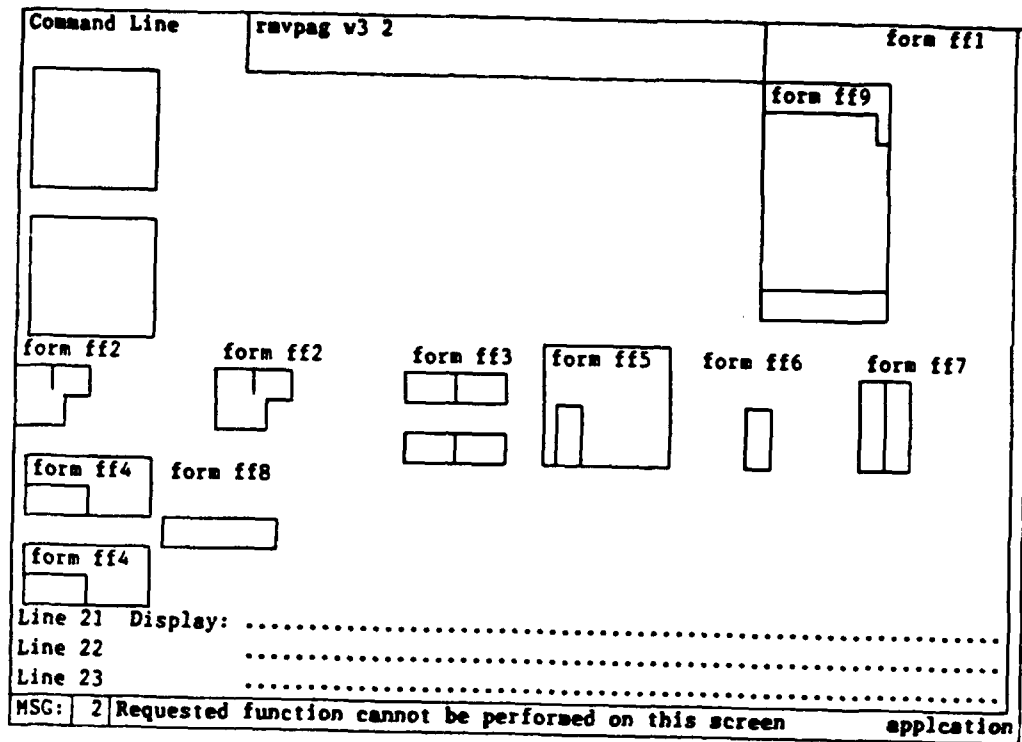 Command Line rmvpag w3 2 form ff1
form ff9
form ff2 form ff2 form ff3 form ff5 form ff6 form ff7
form ff4 form ff8
form ff4
Line 21 Display: ............................................................
Line 22 ............................................................
Line 23 ............................................................
MSG: 2 Requested function cannot be performed on this screen applcation